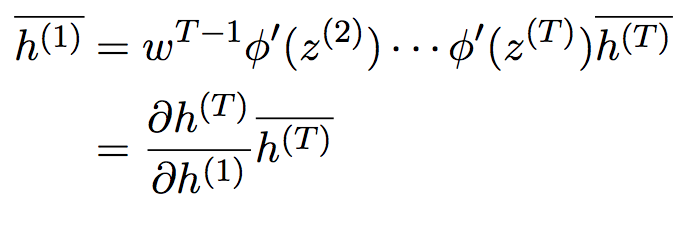 $\overline{h^{(1)}} = w^{T-1}\phi'(z^{(2)}) \cdots \phi'(z^{(T)})\overline{h^{(T)}}$
$= \frac{\partial h^{(T)}}{\partial h^{(1)}}\overline{h^{(T)}}$